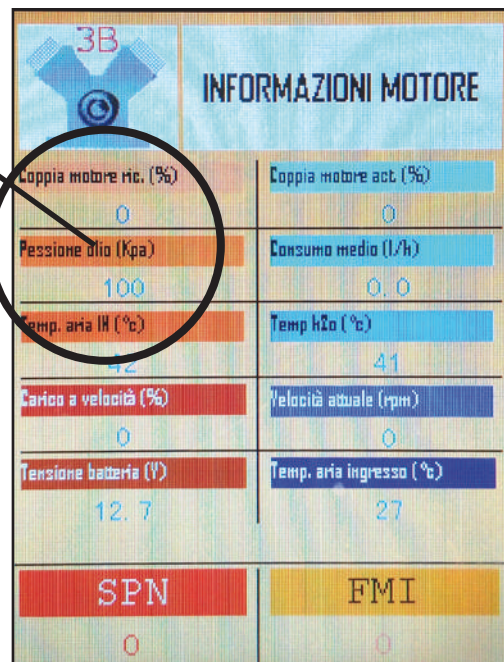 3B
INFORMAZIONI MOTORE
Coppia motore ric. (%)
Coppia motore act. (%)
0
0
Pessione olio (Kpa)
Consumo medio (l/h)
100
0.0
Temp. aria IN (°c)
Temp h2o (°c)
42
41
Carico a velocità (%)
Velocità attuale (rpm)
0
0
Tensione batteria (V)
Temp. aria ingresso (°c)
12.7
27
SPN
FMI
0
0